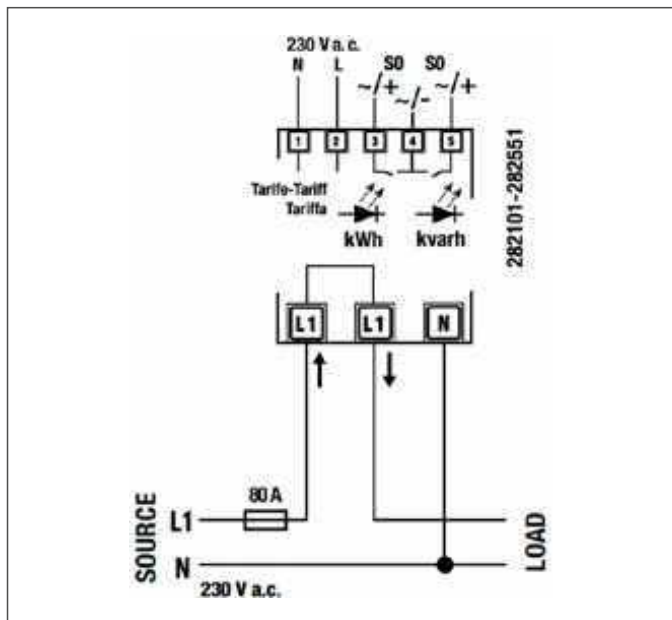 230 V a.c.
N L S0 S0
~/+ ~/- ~/+
1 2 3 4 5
Tarife-Tariff
Tariffa
kWh kvarh
282101-282551
L1 L1 N
80 A
SOURCE
L1
N
230 V a.c.
LOAD